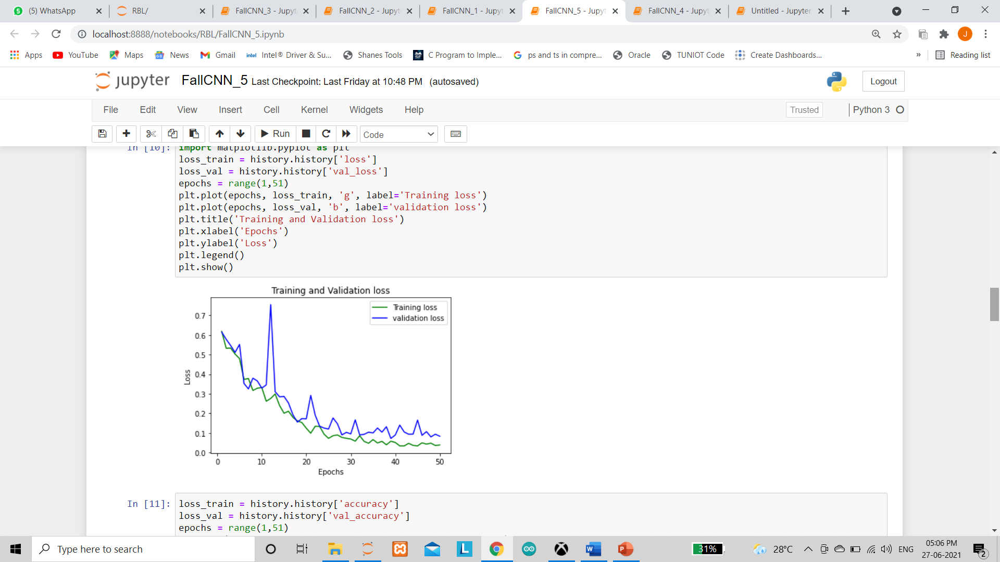 (5) WhatsApp
RBL/
FallCNN_3 - Jupyt
FallCNN_2 - Jupyt
FallCNN_1 - Jupyt
FallCNN_5 - Jupyt
FallCNN_4 - Jupyt
Untitled - Jupyter
localhost:8888/notebooks/RBL/FallCNN_5.ipynb
J
Apps
YouTube
Maps
News
Gmail
intel Intel® Driver & Su...
Shanes Tools
C Program to Imple...
ps and ts in compre...
Oracle
TUNIOT Code
Create Dashboards...
»
Reading list
jupyter FallCNN_5 Last Checkpoint: Last Friday at 10:48 PM (autosaved)
Logout
File Edit View Insert Cell Kernel Widgets Help
Trusted
Python 3
Run
Code
In [10]: import matplotlib.pyplot as plt
loss_train = history.history['loss']
loss_val = history.history['val_loss']
epochs = range(1,51)
plt.plot(epochs, loss_train, 'g', label='Training loss')
plt.plot(epochs, loss_val, 'b', label='validation loss')
plt.title('Training and Validation loss')
plt.xlabel('Epochs')
plt.ylabel('Loss')
plt.legend()
plt.show()
Training and Validation loss
Training loss
validation loss
0.7
0.6
0.5
0.4
0.3
0.2
0.1
0.0
Loss
0 10 20 30 40 50
Epochs
In [11]: loss_train = history.history['accuracy']
loss_val = history.history['val_accuracy']
epochs = range(1,51)
Type here to search
31%
28°C
ENG
05:06 PM
27-06-2021
2